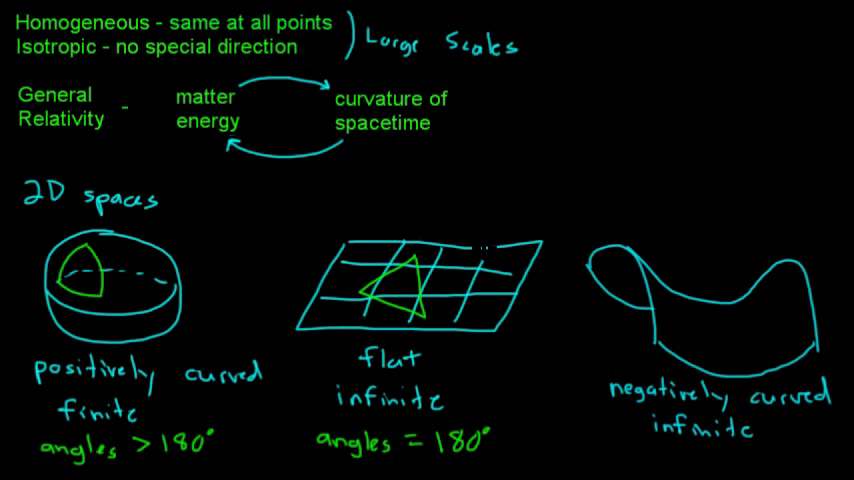 Homogeneous - same at all points
Isotropic - no special direction
Large Scales
General Relativity -
matter energy
curvature of spacetime
2D spaces
positively curved
finite
angles > 180°
flat
infinite
angles = 180°
negatively curved
infinite